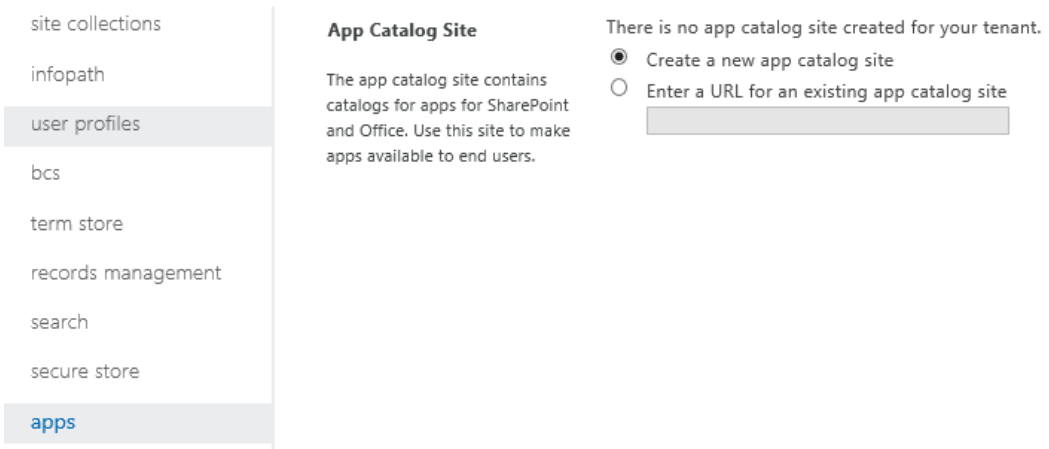 site collections
infopath
user profiles
bcs
term store
records management
search
secure store
apps
App Catalog Site
The app catalog site contains
catalogs for apps for SharePoint
and Office. Use this site to make
apps available to end users.
There is no app catalog site created for your tenant.
Create a new app catalog site
Enter a URL for an existing app catalog site